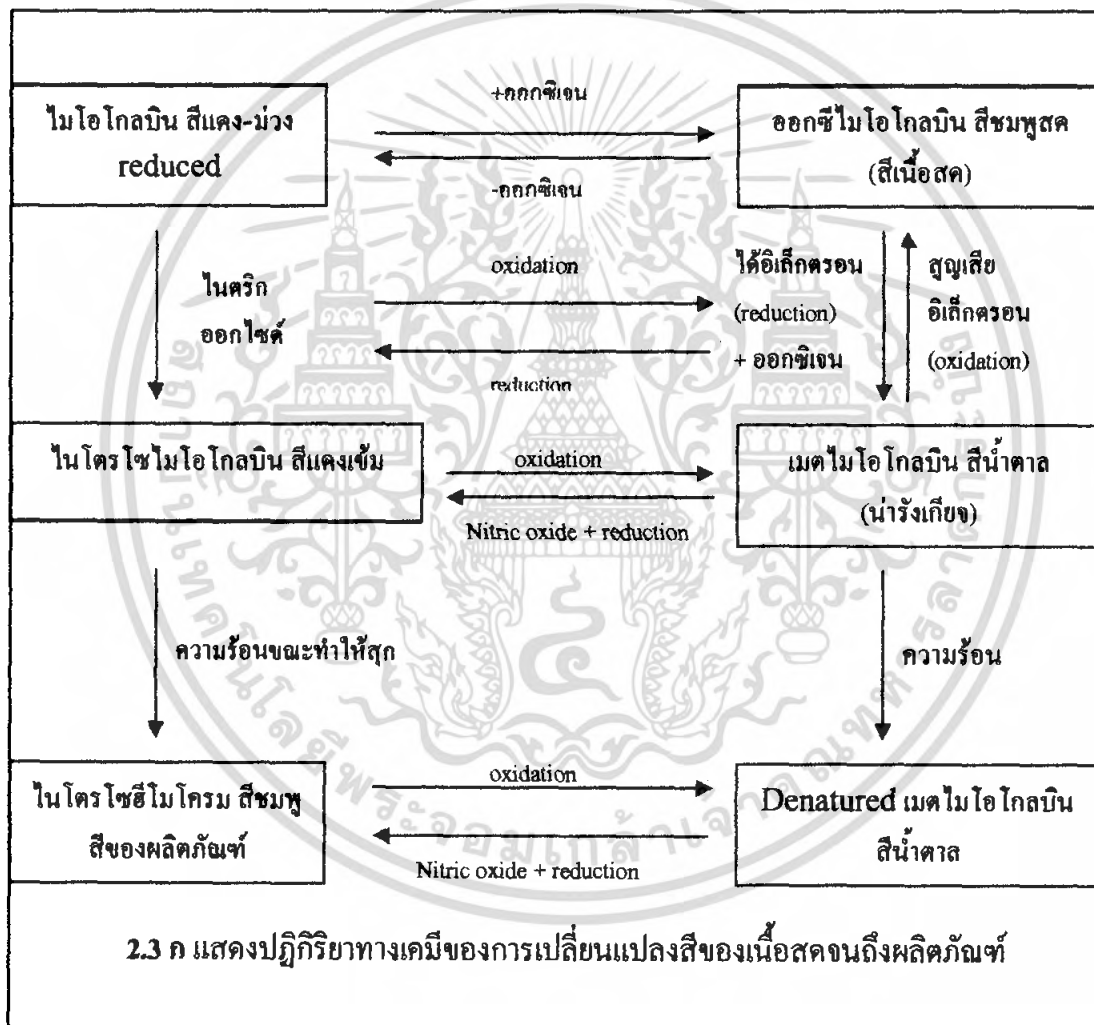 ไมโอโกลบิน สีแดง-ม่วง
reduced
+ออกซิเจน
-ออกซิเจน
ออกซีไมโอโกลบิน สีชมพูสด
(สีเนื้อสด)
ไนตริก
ออกไซด์
oxidation
reduction
ได้อิเล็กตรอน
(reduction)
+ ออกซิเจน
สูญเสีย
อิเล็กตรอน
(oxidation)
ไนโตรโซไมโอโกลบิน สีแดงเข้ม
oxidation
Nitric oxide + reduction
เมตไมโอโกลบิน สีน้ำตาล
(น่ารังเกียจ)
ความร้อนขณะทำให้สุก
ความร้อน
ไนโตรโซฮีโมโครม สีชมพู
สีของผลิตภัณฑ์
oxidation
Nitric oxide + reduction
Denatured เมตไมโอโกลบิน
สีน้ำตาล
2.3 ก แสดงปฏิกิริยาทางเคมีของการเปลี่ยนแปลงสีของเนื้อสดจนถึงผลิตภัณฑ์